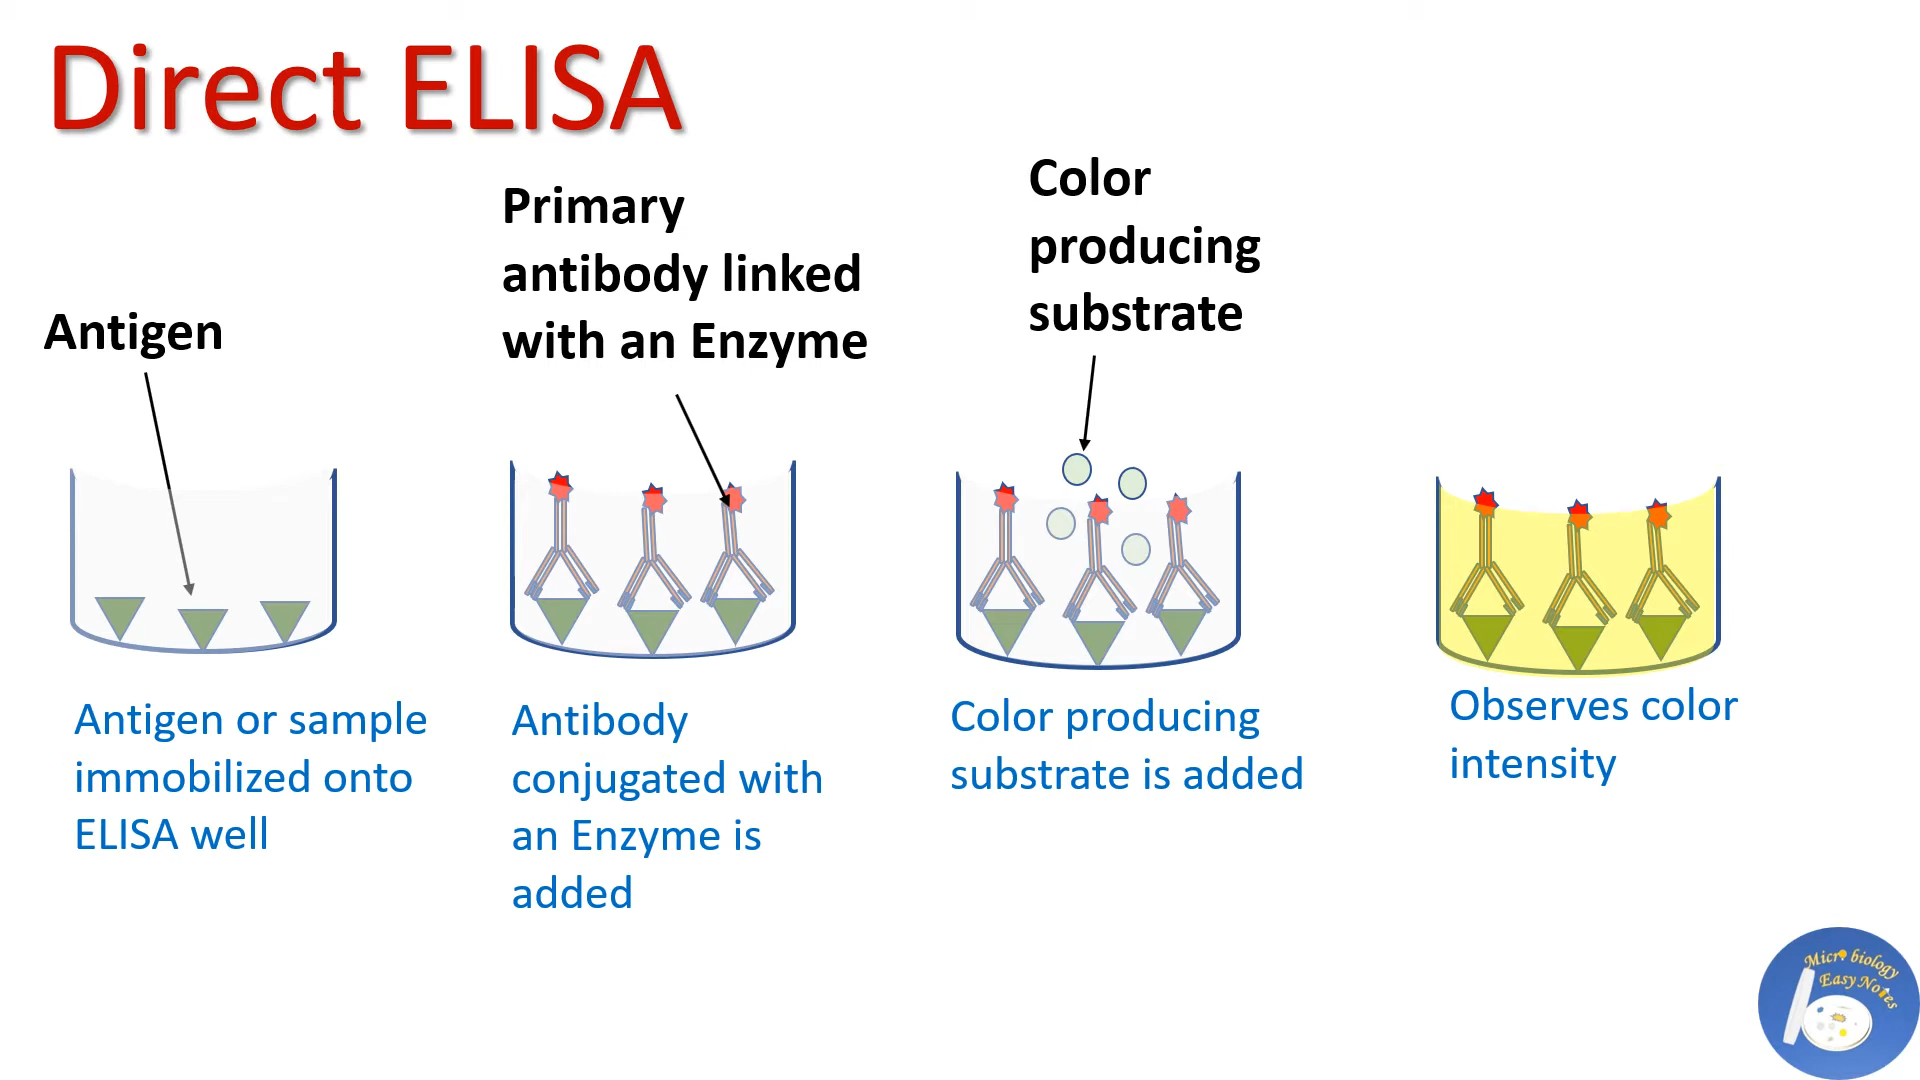 Direct ELISA
Antigen
Primary
antibody linked
with an Enzyme
Color
producing
substrate
Antigen or sample
immobilized onto
ELISA well
Antibody
conjugated with
an Enzyme is
added
Color producing
substrate is added
Observes color
intensity
Micro biology
Easy Notes